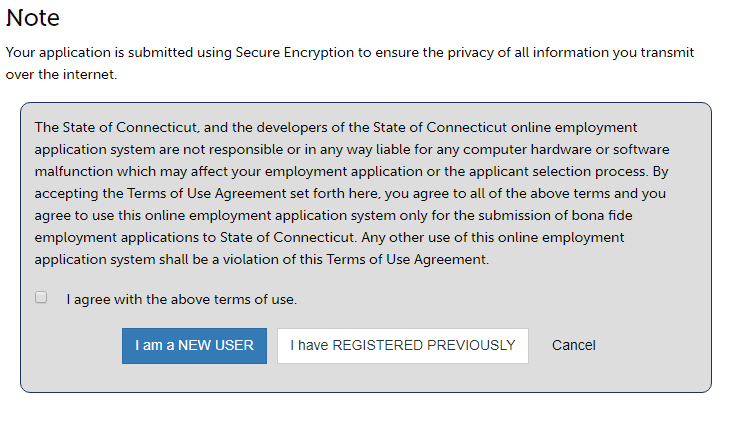 Note
Your application is submitted using Secure Encryption to ensure the privacy of all information you transmit
over the internet.
The State of Connecticut, and the developers of the State of Connecticut online employment
application system are not responsible or in any way liable for any computer hardware or software
malfunction which may affect your employment application or the applicant selection process. By
accepting the Terms of Use Agreement set forth here, you agree to all of the above terms and you
agree to use this online employment application system only for the submission of bona fide
employment applications to State of Connecticut. Any other use of this online employment
application system shall be a violation of this Terms of Use Agreement.
I agree with the above terms of use.
I am a NEW USER I have REGISTERED PREVIOUSLY Cancel